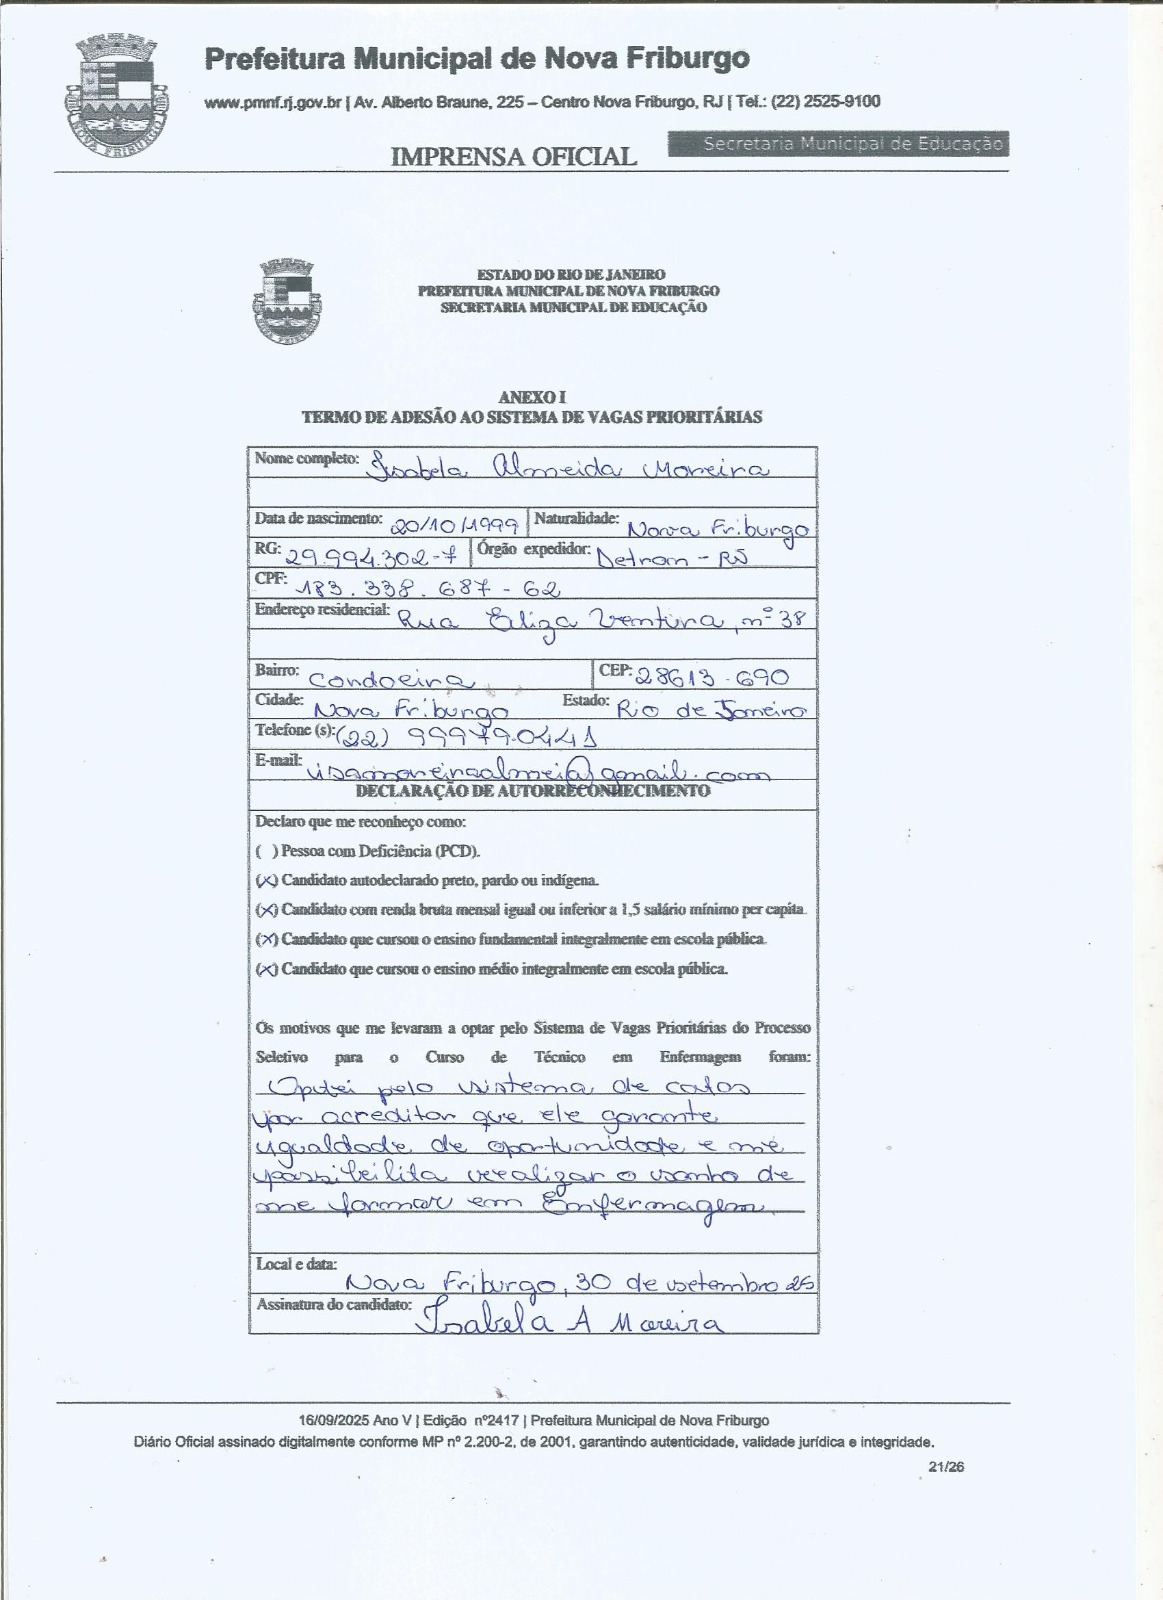 Prefeitura Municipal de Nova Friburgo
www.pmnf.rj.gov.br | Av. Alberto Braune, 225 – Centro Nova Friburgo, RJ | Tel.: (22) 2525-9100
IMPRENSA OFICIAL
Secretaria Municipal de Educação
NOVA FRIBURGO
ESTADO DO RIO DE JANEIRO
PREFEITURA MUNICIPAL DE NOVA FRIBURGO
SECRETARIA MUNICIPAL DE EDUCAÇÃO
ANEXO I
TERMO DE ADESÃO AO SISTEMA DE VAGAS PRIORITÁRIAS
Nome completo: Isabela Almeida Moreira
Data de nascimento: 20/10/1999 Naturalidade: Nova Friburgo
RG: 29.994.302-7 Órgão expedidor: Detran - RJ
CPF: 183.338.687-62
Endereço residencial: Rua Eliza Ventura, nº 38
Bairro: Condoeira CEP: 28613-690
Cidade: Nova Friburgo Estado: Rio de Janeiro
Telefone (s): (22) 999790441
E-mail: isamoreiraalmei@gmail.com
DECLARAÇÃO DE AUTORRECONHECIMENTO
Declaro que me reconheço como:
( ) Pessoa com Deficiência (PCD).
(X) Candidato autodeclarado preto, pardo ou indígena.
(X) Candidato com renda bruta mensal igual ou inferior a 1,5 salário mínimo per capita.
(X) Candidato que cursou o ensino fundamental integralmente em escola pública.
(X) Candidato que cursou o ensino médio integralmente em escola pública.
Os motivos que me levaram a optar pelo Sistema de Vagas Prioritárias do Processo
Seletivo para o Curso de Técnico em Enfermagem foram:
Optei pelo sistema de cotas
por acreditar que ele garante
igualdade de oportunidade e me
possibilita realizar o sonho de
me formar em Enfermagem.
Local e data: Nova Friburgo, 30 de setembro 25
Assinatura do candidato: Isabela A Moreira
16/09/2025 Ano V | Edição nº2417 | Prefeitura Municipal de Nova Friburgo
Diário Oficial assinado digitalmente conforme MP nº 2.200-2, de 2001, garantindo autenticidade, validade jurídica e integridade.
21/26